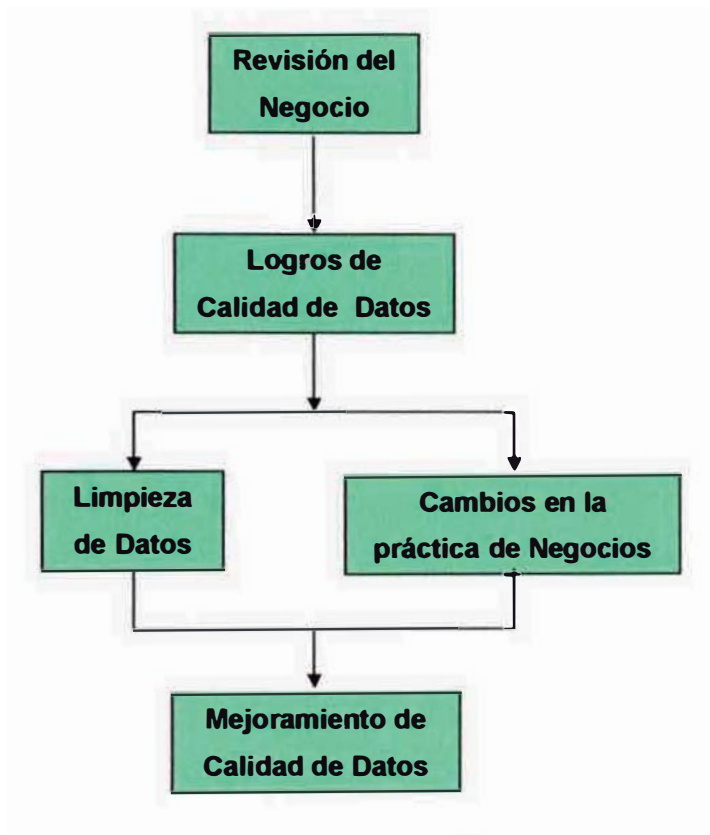 Revisión del
Negocio
Logros de
Calidad de Datos
Limpieza
de Datos
Cambios en la
práctica de Negocios
Mejoramiento de
Calidad de Datos